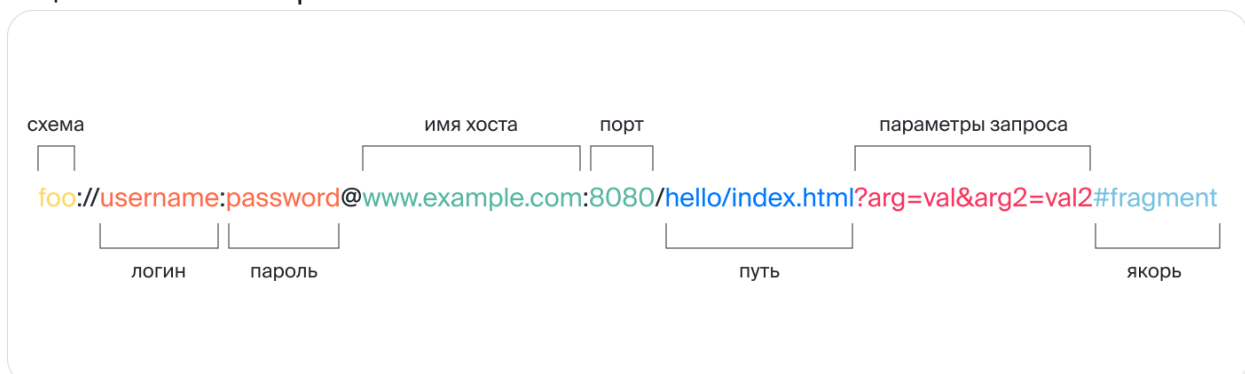 схема имя хоста порт параметры запроса
foo://username:password@www.example.com:8080/hello/index.html?arg=val&arg2=val2#fragment
логин пароль путь якорь